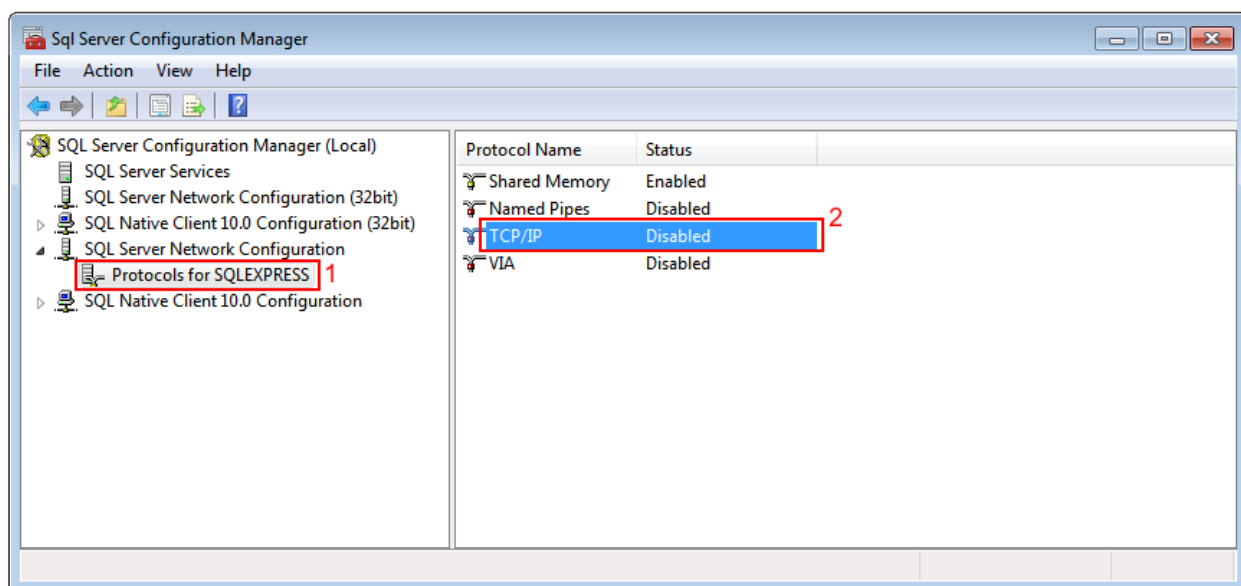 Sql Server Configuration Manager
File Action View Help
SQL Server Configuration Manager (Local)
SQL Server Services
SQL Server Network Configuration (32bit)
SQL Native Client 10.0 Configuration (32bit)
SQL Server Network Configuration
Protocols for SQLEXPRESS 1
SQL Native Client 10.0 Configuration
Protocol Name Status
Shared Memory Enabled
Named Pipes Disabled
TCP/IP Disabled 2
VIA Disabled